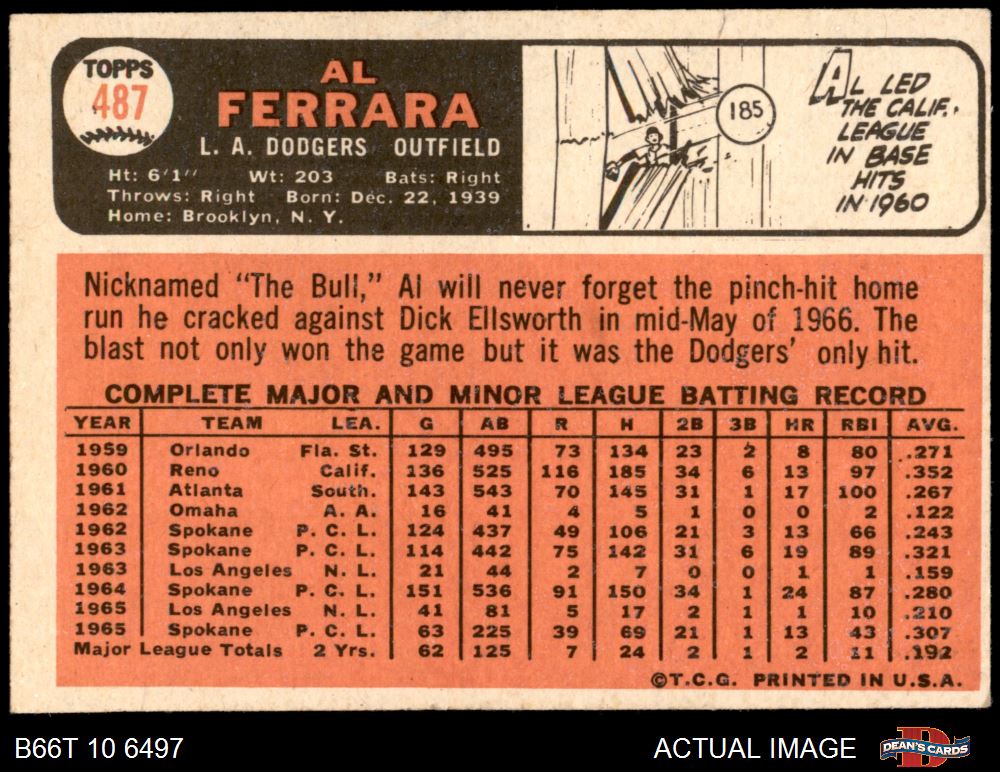 TOPPS
487
AL
FERRARA
L. A. DODGERS OUTFIELD
Ht: 6'1" Wt: 203 Bats: Right
Throws: Right Born: Dec. 22, 1939
Home: Brooklyn, N. Y.
185
AL LED
THE CALIF.
LEAGUE
IN BASE
HITS
IN 1960
Nicknamed "The Bull," Al will never forget the pinch-hit home
run he cracked against Dick Ellsworth in mid-May of 1966. The
blast not only won the game but it was the Dodgers' only hit.
COMPLETE MAJOR AND MINOR LEAGUE BATTING RECORD
YEAR TEAM LEA. G AB R H 2B 3B HR RBI AVG.
1959 Orlando Fla. St. 129 495 73 134 23 2 8 80 .271
1960 Reno Calif. 136 525 116 185 34 6 13 97 .352
1961 Atlanta South. 143 543 70 145 31 1 17 100 .267
1962 Omaha A. A. 16 41 4 5 1 0 0 2 .122
1962 Spokane P. C. L. 124 437 49 106 21 3 13 66 .243
1963 Spokane P. C. L. 114 442 75 142 31 6 19 89 .321
1963 Los Angeles N. L. 21 44 2 7 0 0 1 1 .159
1964 Spokane P. C. L. 151 536 91 150 34 1 24 87 .280
1965 Los Angeles N. L. 41 81 5 17 2 1 1 10 .210
1965 Spokane P. C. L. 63 225 39 69 21 1 13 43 .307
Major League Totals 2 Yrs. 62 125 7 24 2 1 2 11 .192
©T.C.G. PRINTED IN U.S.A.
B66T 10 6497
ACTUAL IMAGE
DEAN'S CARDS